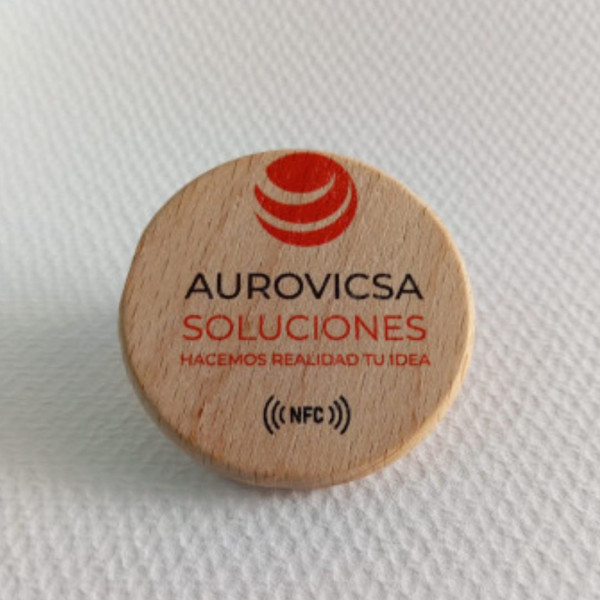 AUROVICSA
SOLUCIONES
HACEMOS REALIDAD TU IDEA
NFC